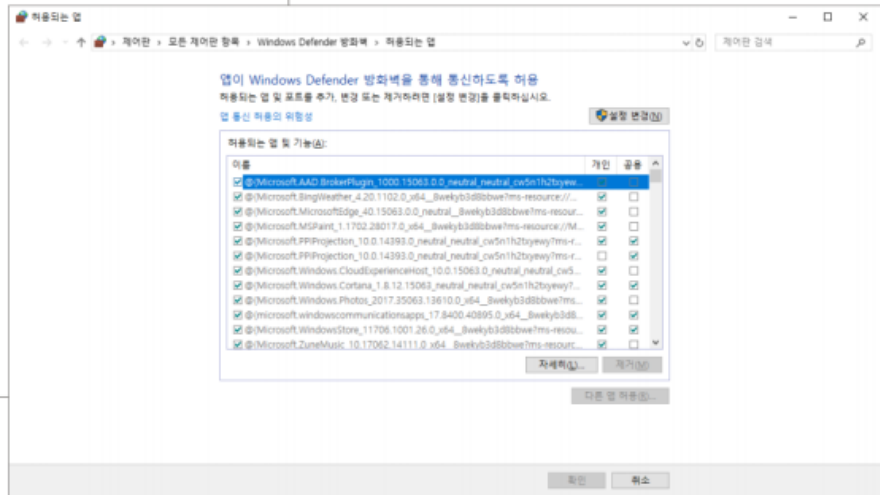 허용되는 앱
제어판 › 모든 제어판 항목 › Windows Defender 방화벽 › 허용되는 앱
제어판 검색
앱이 Windows Defender 방화벽을 통해 통신하도록 허용
허용되는 앱 및 포트를 추가, 변경 또는 제거하려면 [설정 변경]을 클릭하십시오.
앱 통신 허용의 위험성
설정 변경(N)
허용되는 앱 및 기능(A):
이름 개인 공용
@{Microsoft.AAD.BrokerPlugin_1000.15063.0.0_neutral_neutral_cw5n1h2txyew...
@{Microsoft.BingWeather_4.20.1102.0_x64__8wekyb3d8bbwe?ms-resource://...
@{Microsoft.MicrosoftEdge_40.15063.0.0_neutral__8wekyb3d8bbwe?ms-resour...
@{Microsoft.MSPaint_1.1702.28017.0_x64__8wekyb3d8bbwe?ms-resource://M...
@{Microsoft.PPIProjection_10.0.14393.0_neutral_neutral_cw5n1h2txyewy?ms-r...
@{Microsoft.PPIProjection_10.0.14393.0_neutral_neutral_cw5n1h2txyewy?ms-r...
@{Microsoft.Windows.CloudExperienceHost_10.0.15063.0_neutral_neutral_cw5...
@{Microsoft.Windows.Cortana_1.8.12.15063_neutral_neutral_cw5n1h2txyewy?...
@{Microsoft.Windows.Photos_2017.35063.13610.0_x64__8wekyb3d8bbwe?ms...
@{microsoft.windowscommunicationsapps_17.8400.40895.0_x64__8wekyb3d8...
@{Microsoft.WindowsStore_11706.1001.26.0_x64__8wekyb3d8bbwe?ms-resou...
@{Microsoft.ZuneMusic_10.17062.14111.0_x64__8wekyb3d8bbwe?ms-resourc...
자세히(L)... 제거(M)
다른 앱 허용(R)...
확인 취소